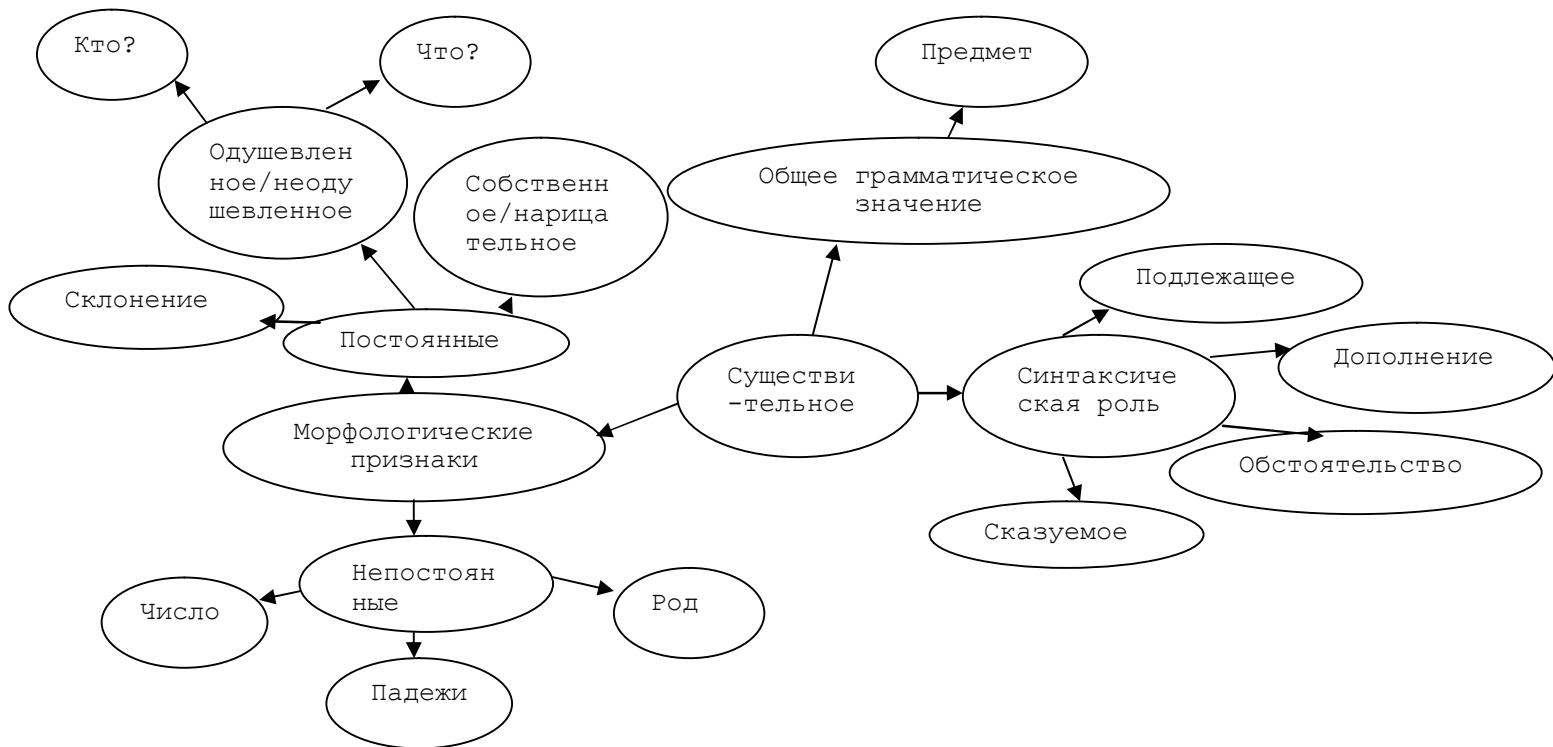 Кто?
Что?
Предмет
Одушевлен
ное/неоду
шевленное
Собственн
ое/нарица
тельное
Общее грамматическое
значение
Склонение
Постоянные
Подлежащее
Существи
-тельное
Синтаксиче
ская роль
Дополнение
Морфологические
признаки
Обстоятельство
Сказуемое
Непостоян
ные
Число
Род
Падежи